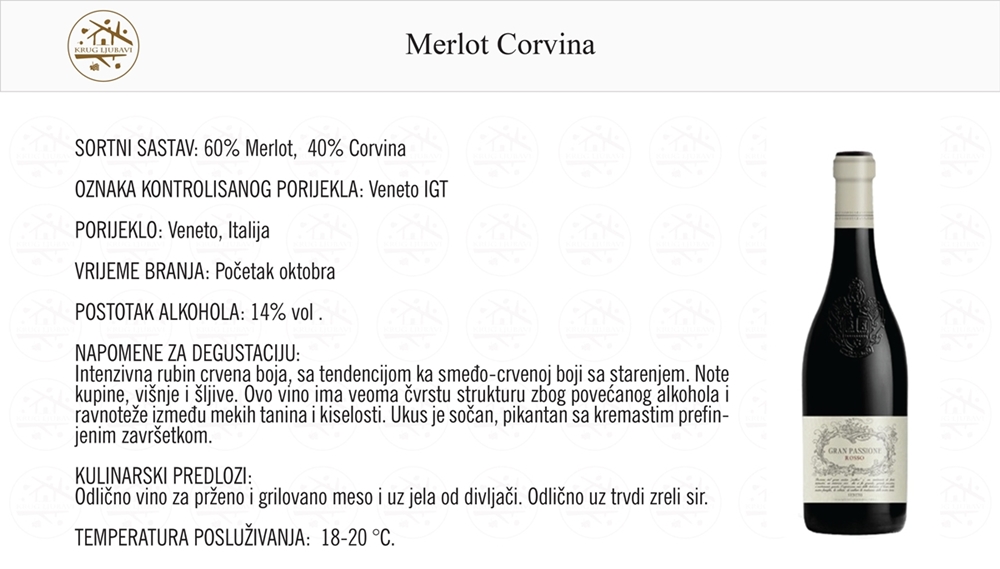 KRUG LJUBAVI
Merlot Corvina
SORTNI SASTAV: 60% Merlot, 40% Corvina
OZNAKA KONTROLISANOG PORIJEKLA: Veneto IGT
PORIJEKLO: Veneto, Italija
VRIJEME BRANJA: Početak oktobra
POSTOTAK ALKOHOLA: 14% vol .
NAPOMENE ZA DEGUSTACIJU:
Intenzivna rubin crvena boja, sa tendencijom ka smeđo-crvenoj boji sa starenjem. Note
kupine, višnje i šljive. Ovo vino ima veoma čvrstu strukturu zbog povećanog alkohola i
ravnoteže između mekih tanina i kiselosti. Ukus je sočan, pikantan sa kremastim prefin-
jenim završetkom.
KULINARSKI PREDLOZI:
Odlično vino za prženo i grilovano meso i uz jela od divljači. Odlično uz trvdi zreli sir.
TEMPERATURA POSLUŽIVANJA: 18-20 °C.
GRAN PASSIONE
ROSSO